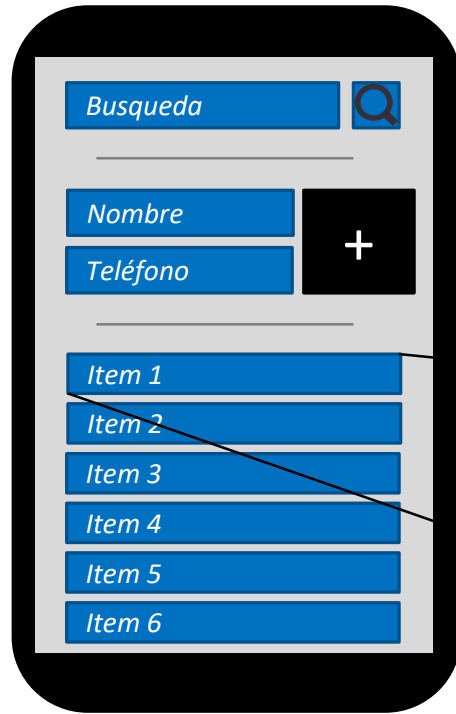 Busqueda
Nombre
+
Teléfono
Item 1
Item 2
Item 3
Item 4
Item 5
Item 6